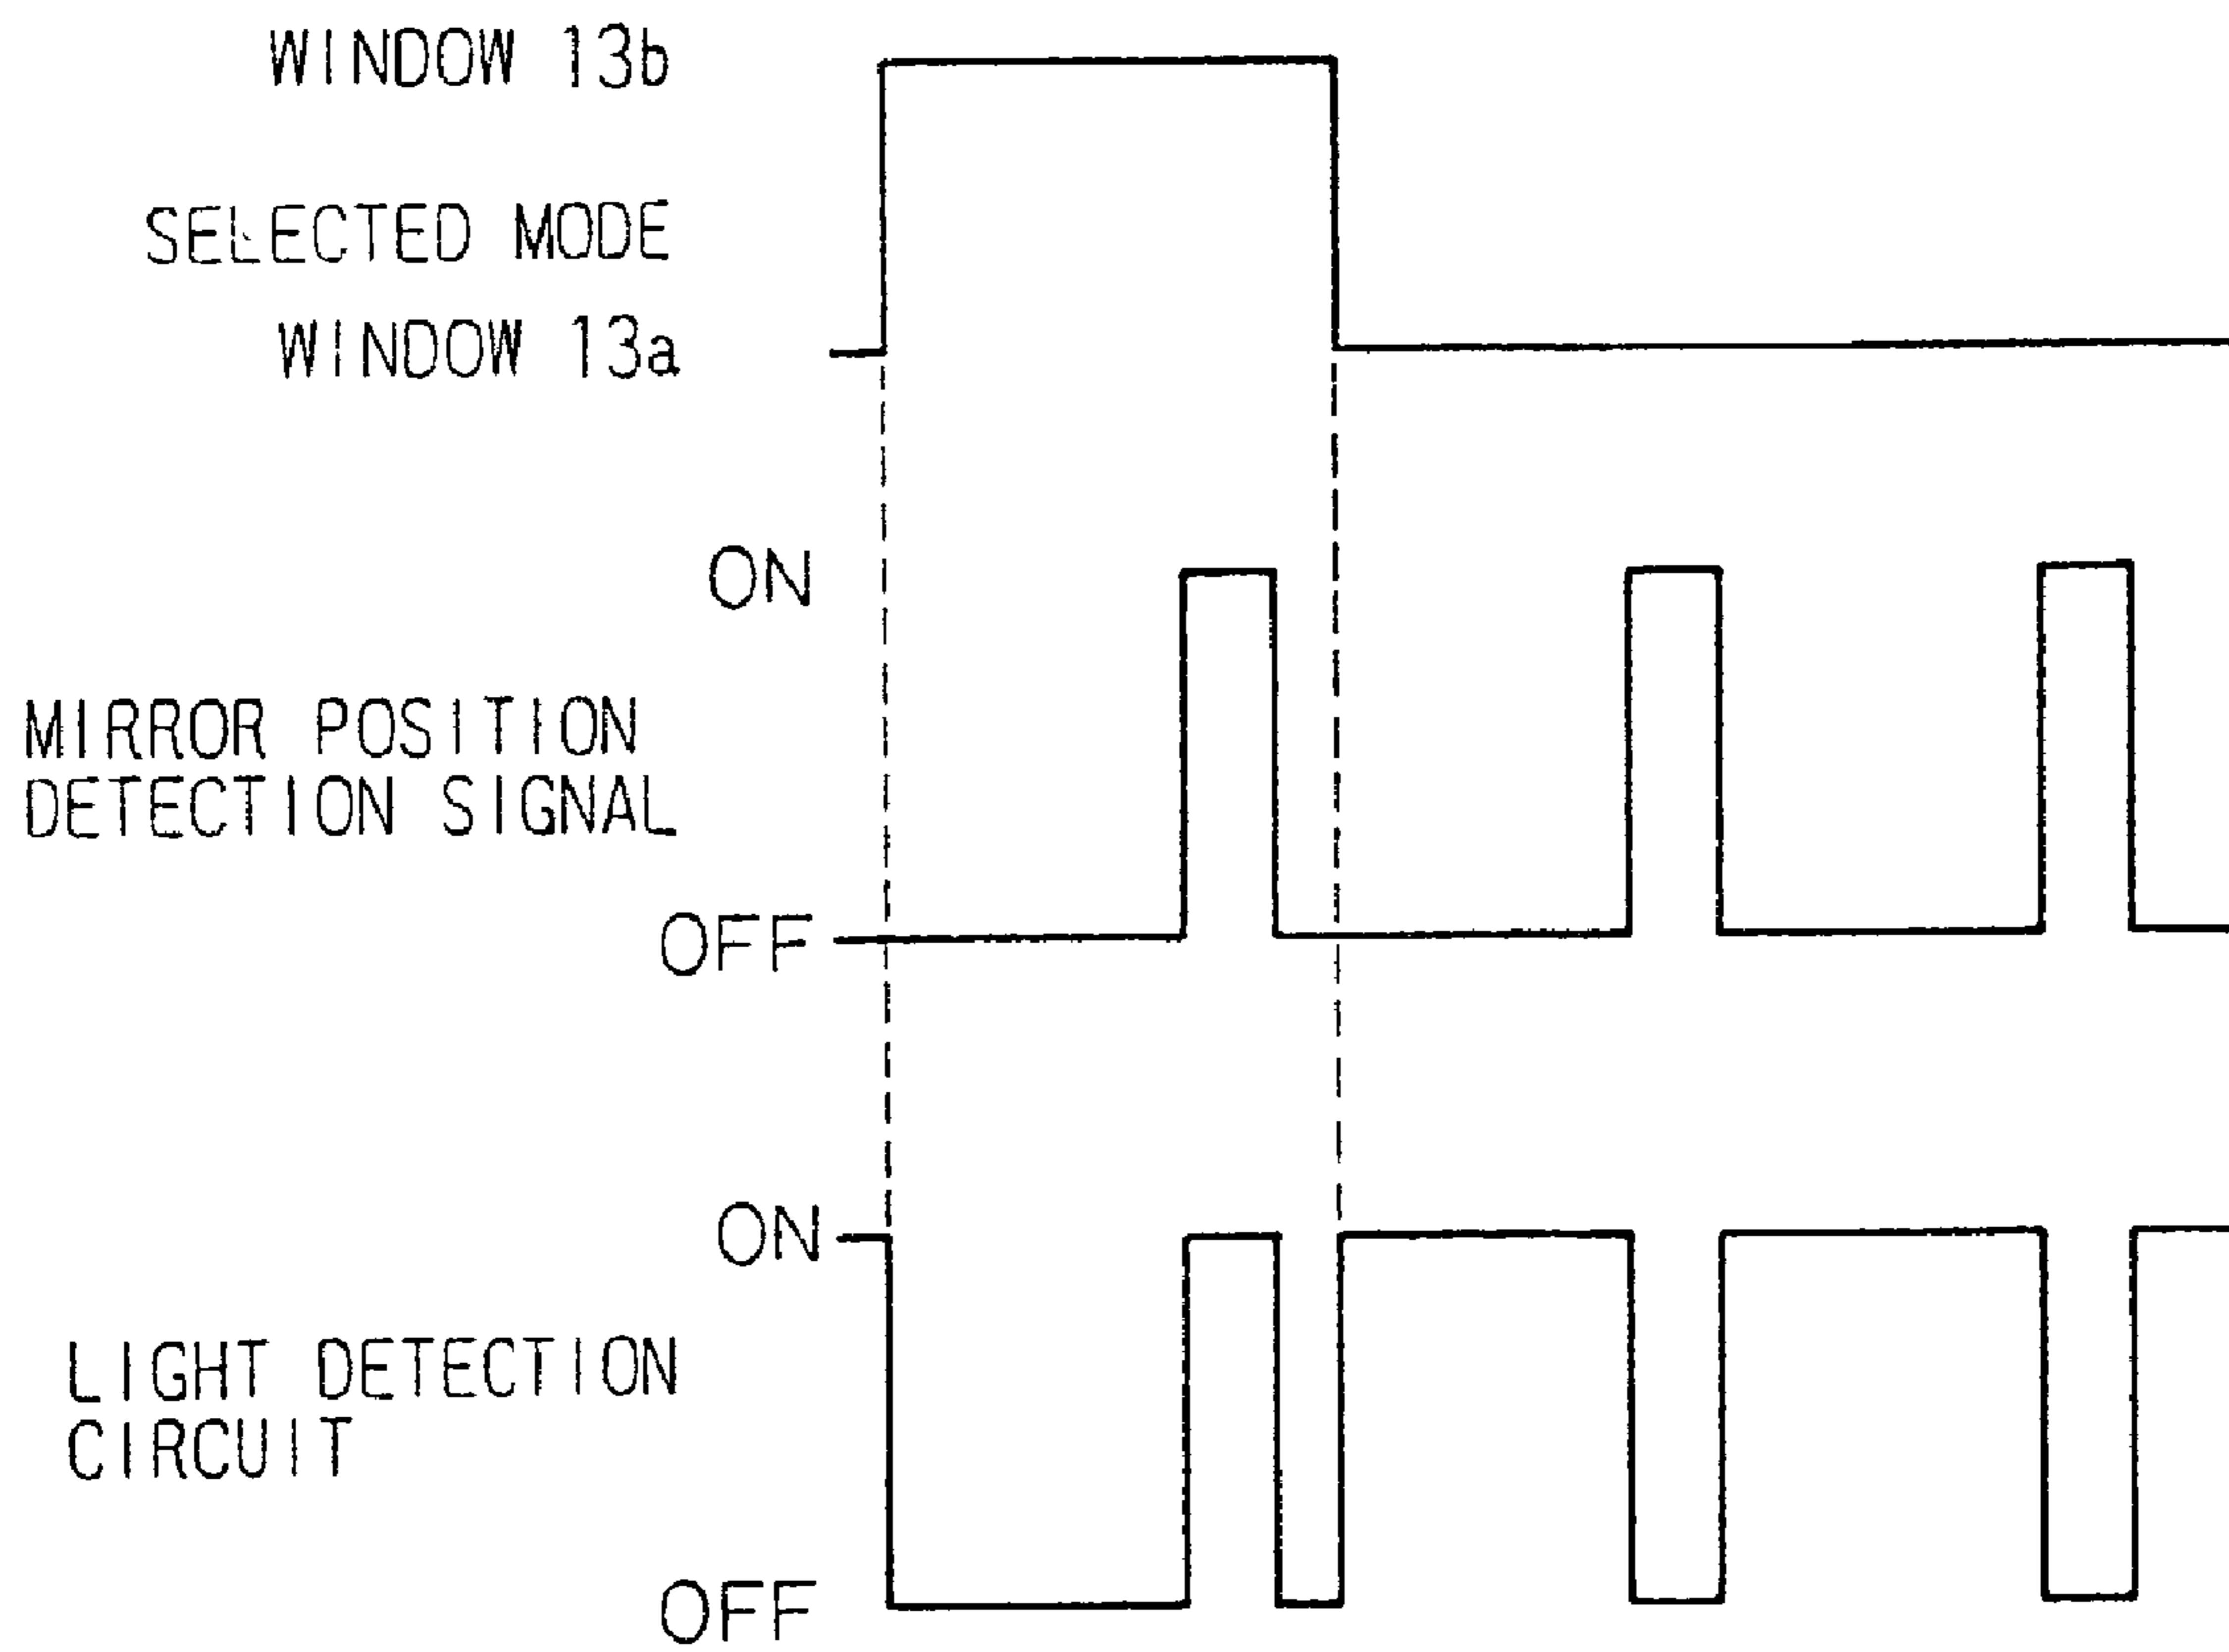 WINDOW 13b
SELECTED MODE
WINDOW 13a
ON
MIRROR POSITION
DETECTION SIGNAL
OFF
ON
LIGHT DETECTION
CIRCUIT
OFF